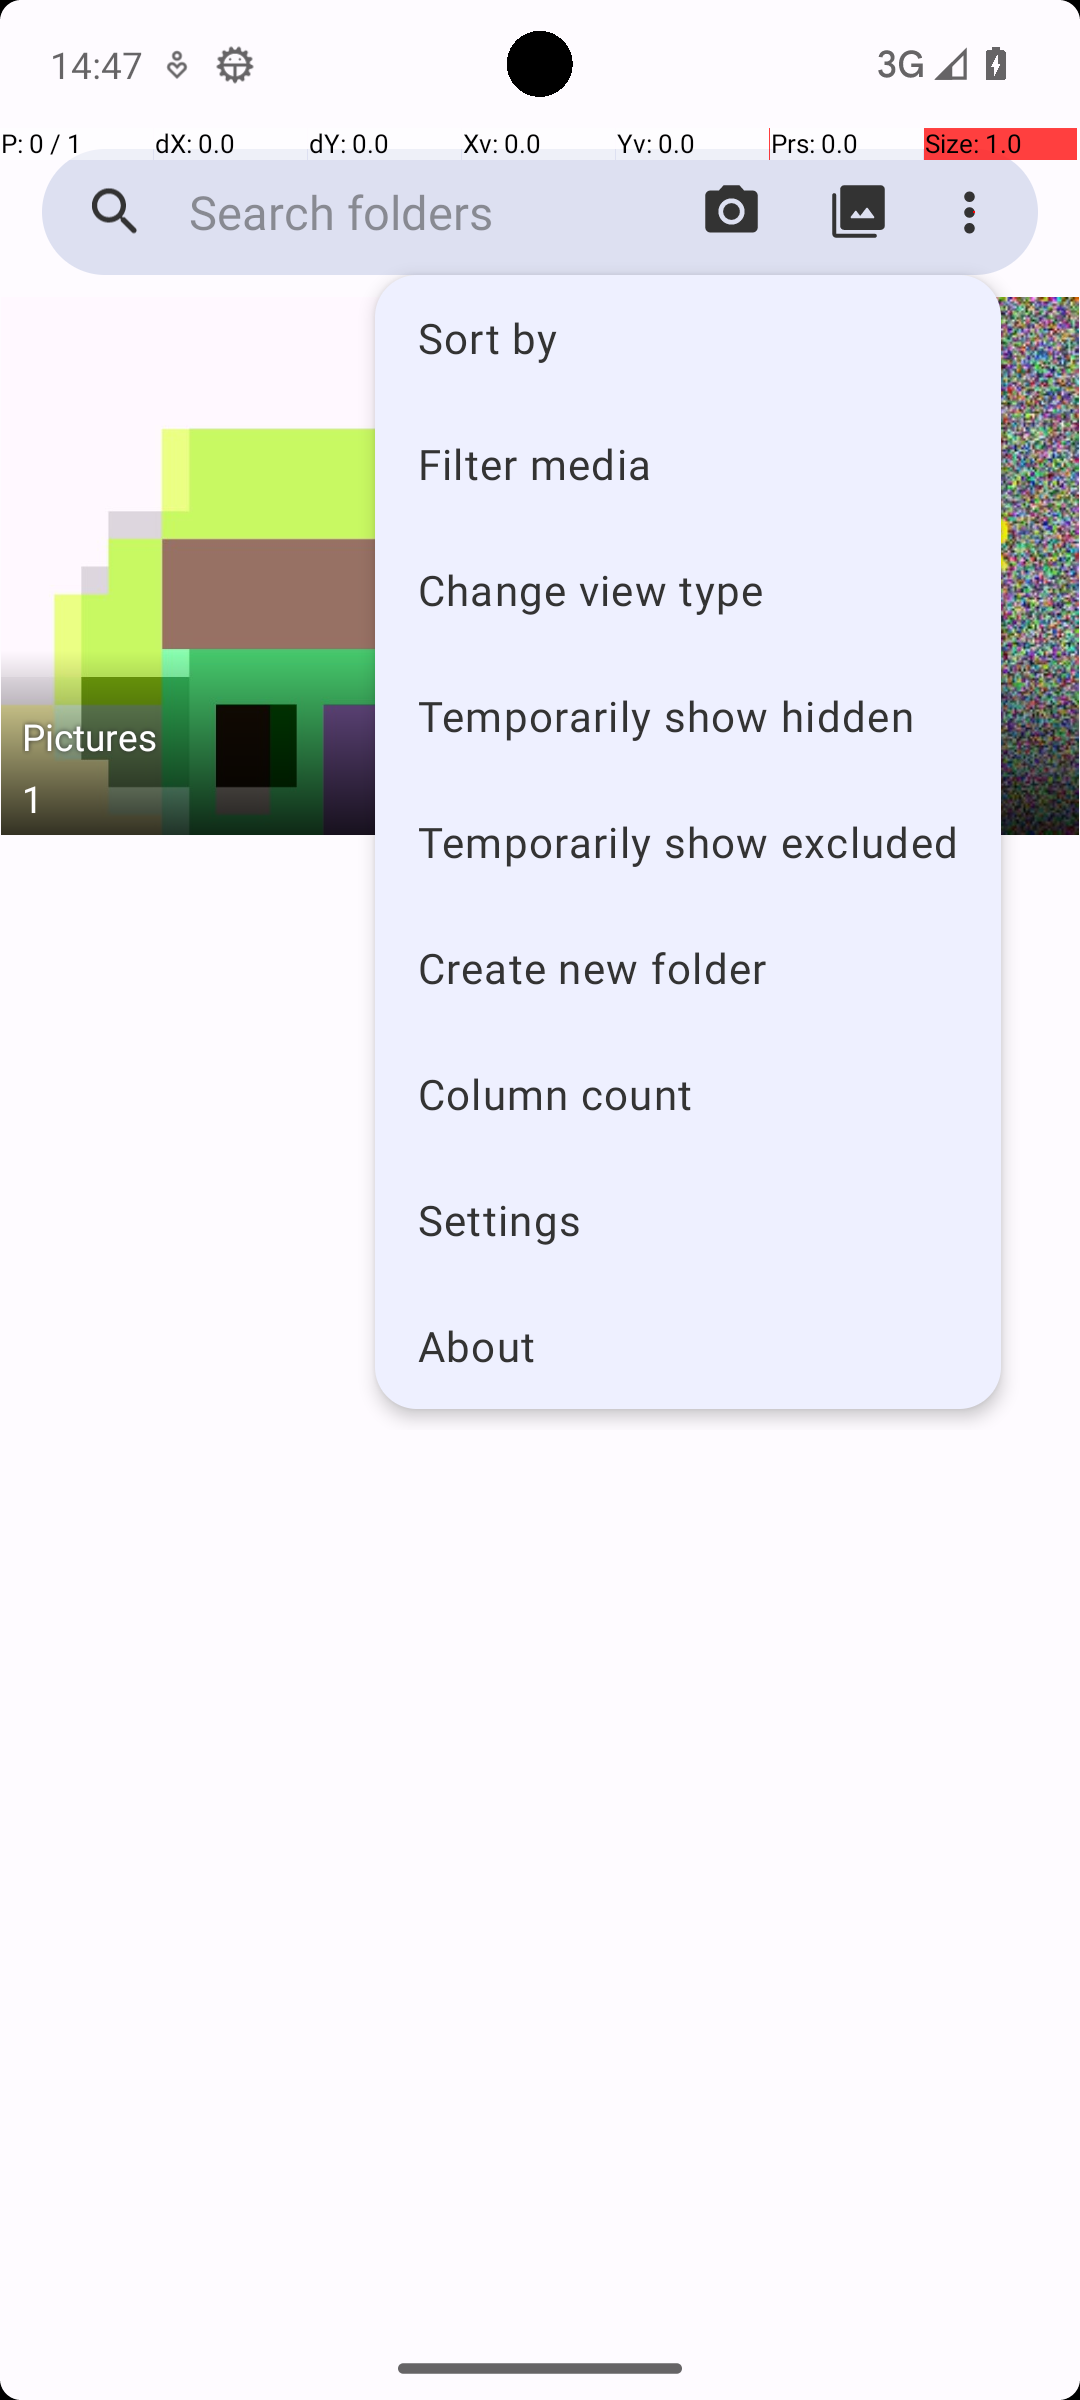 14:47
3G
P: 0 / 1 dX: 0.0 dY: 0.0 Xv: 0.0 Yv: 0.0 Prs: 0.0 Size: 1.0
Search folders
Sort by
Filter media
Change view type
Temporarily show hidden
Temporarily show excluded
Create new folder
Column count
Settings
About
Pictures
1